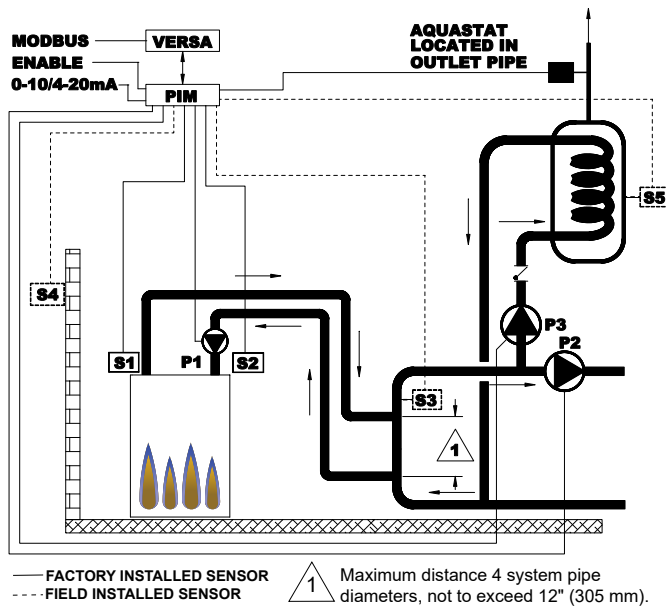 MODBUS
VERSA
ENABLE
0-10/4-20mA
PIM
AQUASTAT
LOCATED IN
OUTLET PIPE
S5
S4
S1
P1
S2
P3
P2
S3
1
FACTORY INSTALLED SENSOR
FIELD INSTALLED SENSOR
1
Maximum distance 4 system pipe
diameters, not to exceed 12" (305 mm).